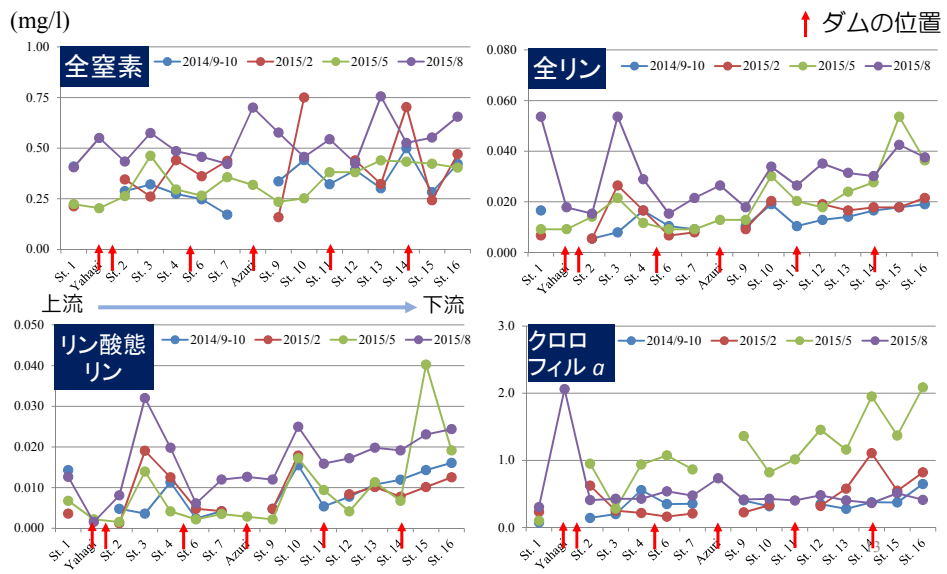 (mg/l)
ダムの位置
全窒素
2014/9-10 2015/2 2015/5 2015/8
1.00
0.75
0.50
0.25
0.00
St. 1 Yahagi St. 2 St. 3 St. 4 St. 6 St. 7 Azuri St. 9 St. 10 St. 11 St. 12 St. 13 St. 14 St. 15 St. 16
全リン
2014/9-10 2015/2 2015/5 2015/8
0.080
0.060
0.040
0.020
0.000
St. 1 Yahagi St. 2 St. 3 St. 4 St. 6 St. 7 Azuri St. 9 St. 10 St. 11 St. 12 St. 13 St. 14 St. 15 St. 16
上流 下流
リン酸態
リン
2014/9-10 2015/2 2015/5 2015/8
0.050
0.040
0.030
0.020
0.010
0.000
St. 1 Yahagi St. 2 St. 3 St. 4 St. 6 St. 7 Azuri St. 9 St. 10 St. 11 St. 12 St. 13 St. 14 St. 15 St. 16
クロロ
フィル a
2014/9-10 2015/2 2015/5 2015/8
3.0
2.0
1.0
0.0
St. 1 Yahagi St. 2 St. 3 St. 4 St. 6 St. 7 Azuri St. 9 St. 10 St. 11 St. 12 St. 13 St. 14 St. 15 St. 16